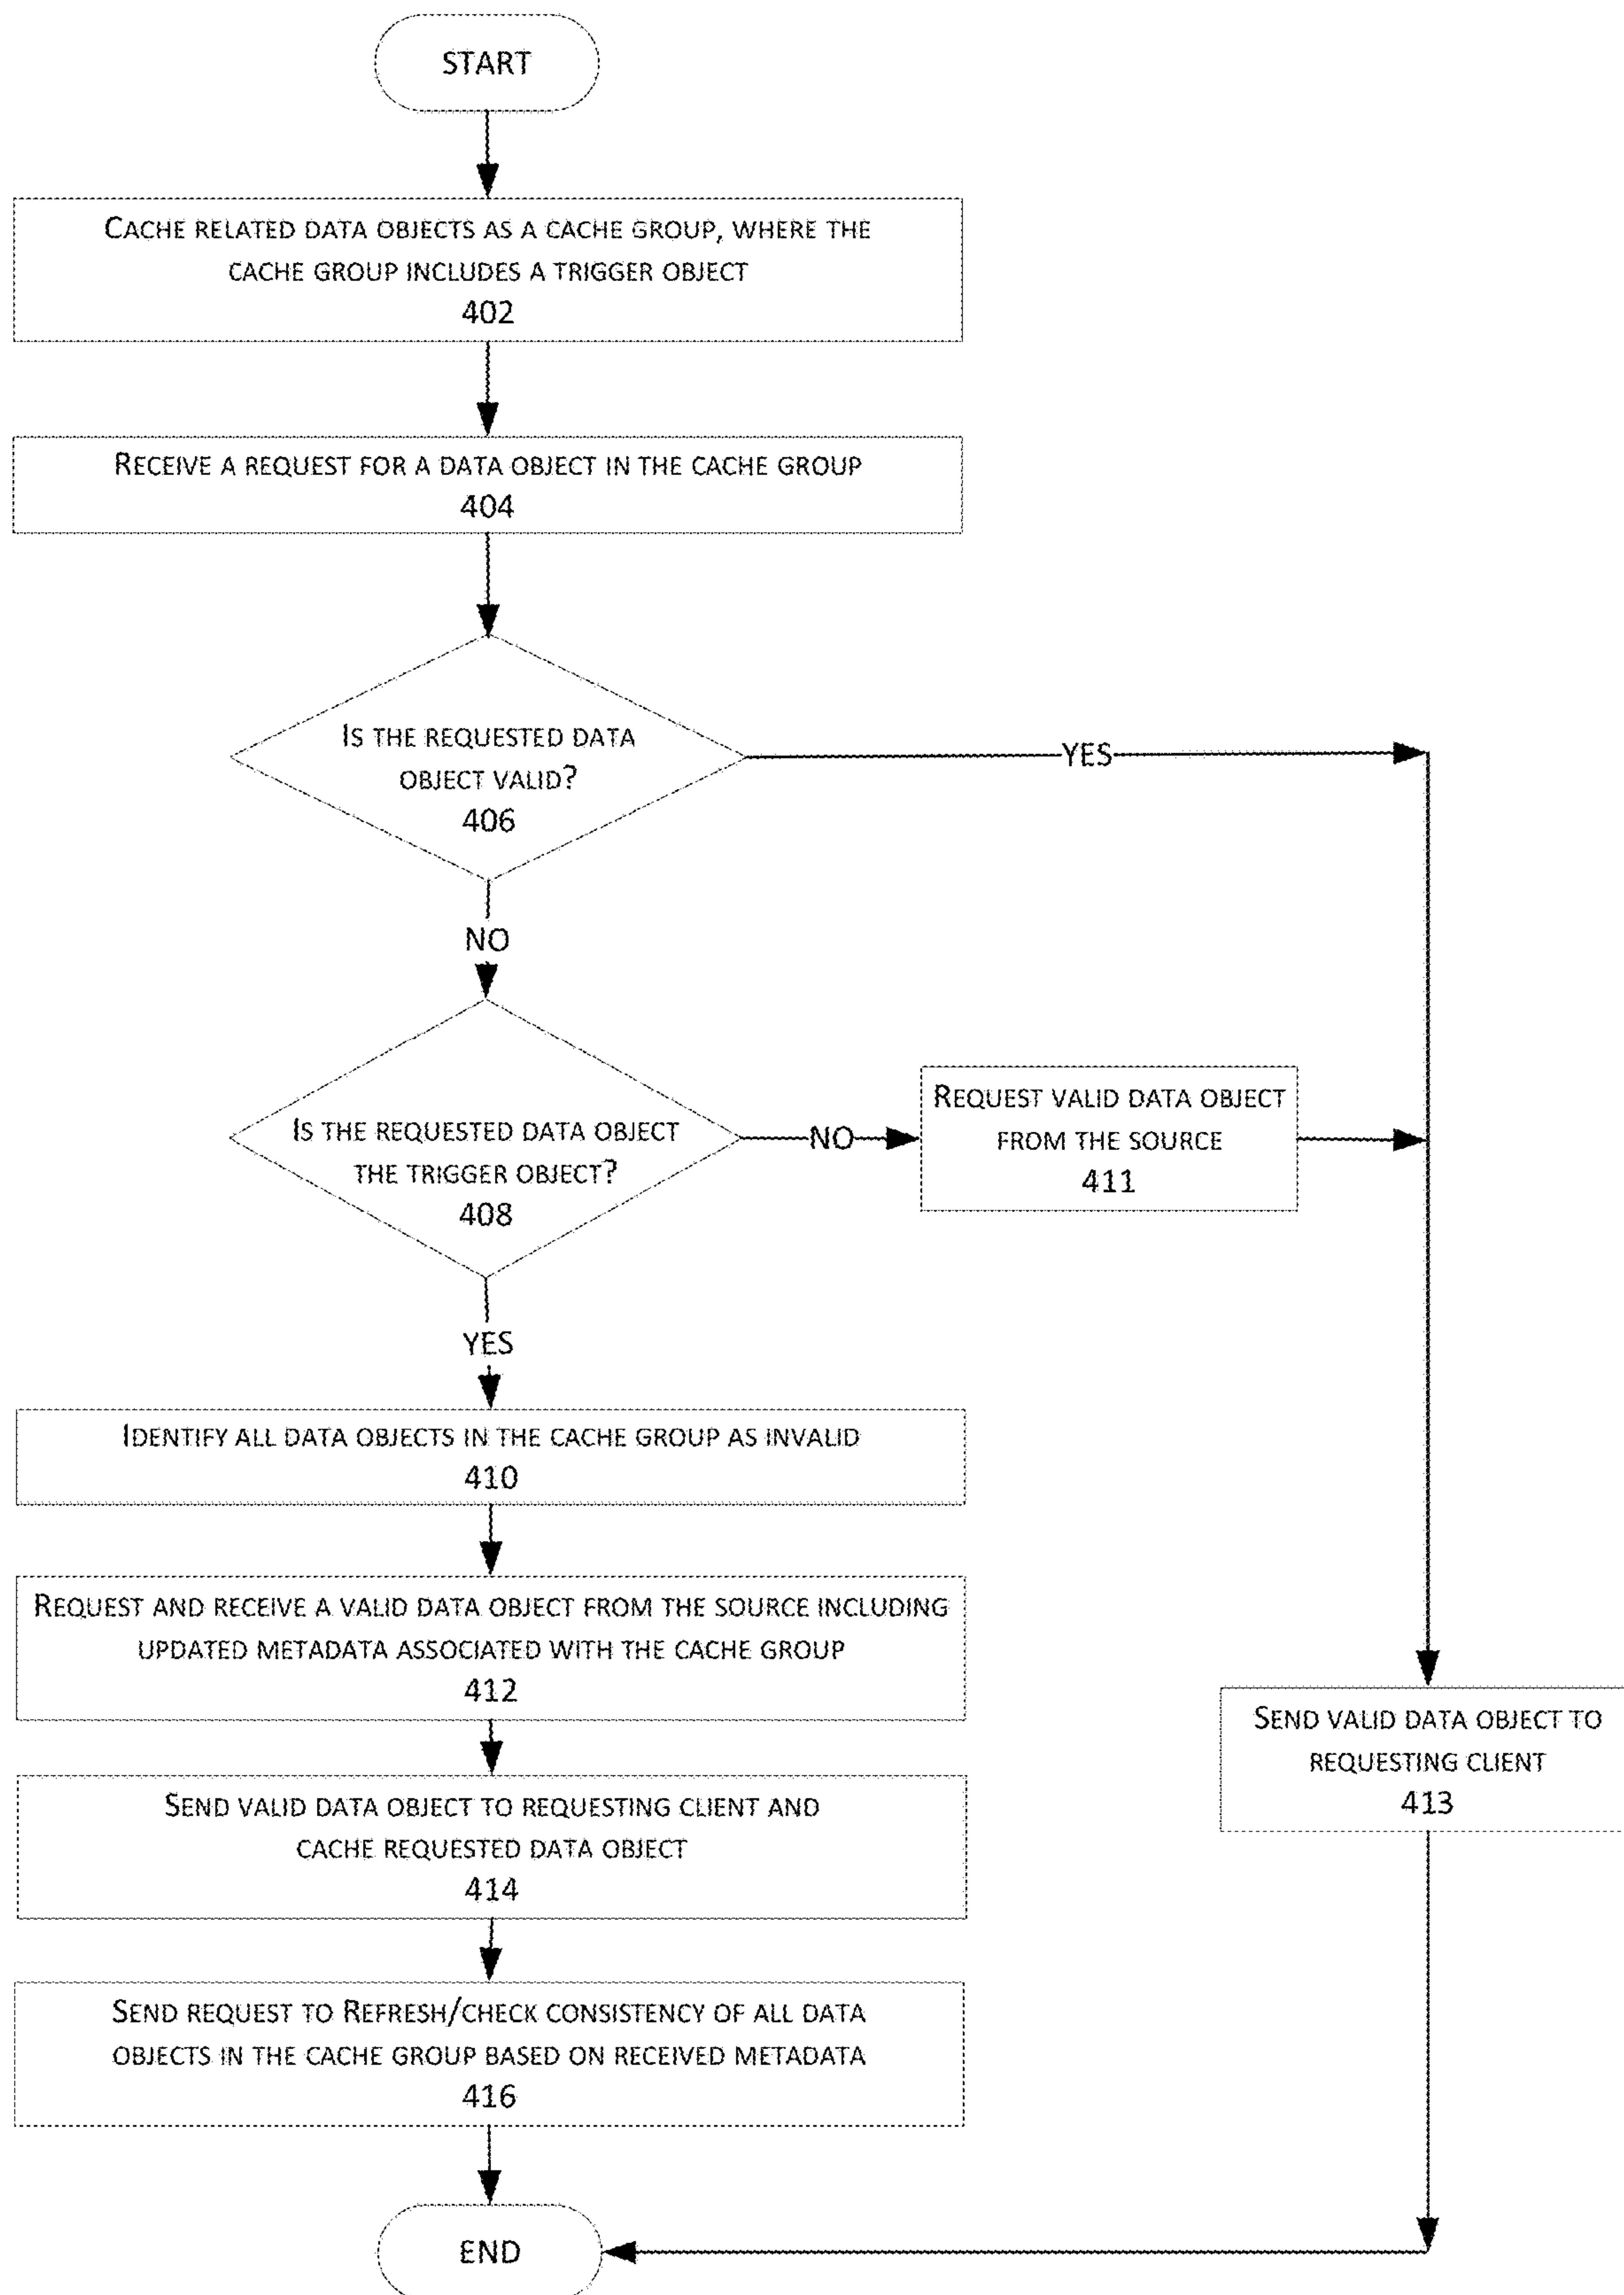 START
CACHE RELATED DATA OBJECTS AS A CACHE GROUP, WHERE THE
CACHE GROUP INCLUDES A TRIGGER OBJECT
402
RECEIVE A REQUEST FOR A DATA OBJECT IN THE CACHE GROUP
404
IS THE REQUESTED DATA
OBJECT VALID?
406
YES
NO
IS THE REQUESTED DATA OBJECT
THE TRIGGER OBJECT?
408
NO
REQUEST VALID DATA OBJECT
FROM THE SOURCE
411
YES
IDENTIFY ALL DATA OBJECTS IN THE CACHE GROUP AS INVALID
410
REQUEST AND RECEIVE A VALID DATA OBJECT FROM THE SOURCE INCLUDING
UPDATED METADATA ASSOCIATED WITH THE CACHE GROUP
412
SEND VALID DATA OBJECT TO
REQUESTING CLIENT
413
SEND VALID DATA OBJECT TO REQUESTING CLIENT AND
CACHE REQUESTED DATA OBJECT
414
SEND REQUEST TO REFRESH/CHECK CONSISTENCY OF ALL DATA
OBJECTS IN THE CACHE GROUP BASED ON RECEIVED METADATA
416
END